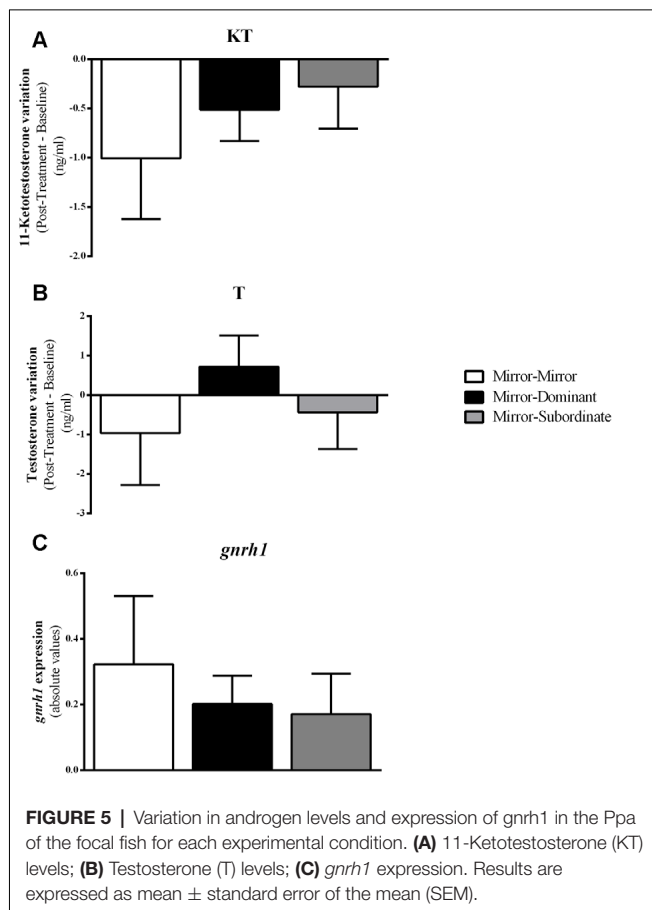 A
KT
11-Ketotestosterone variation
(Post-Treatment - Baseline)
(ng/ml)
0.0
-0.5
-1.0
-1.5
-2.0
B
T
Testosterone variation
(Post-Treatment - Baseline)
(ng/ml)
2
1
0
-1
-2
-3
Mirror-Mirror
Mirror-Dominant
Mirror-Subordinate
C
gnrh1
gnrh1 expression
(absolute values)
0.6
0.4
0.2
0.0
FIGURE 5 | Variation in androgen levels and expression of gnrh1 in the Ppa
of the focal fish for each experimental condition. (A) 11-Ketotestosterone (KT)
levels; (B) Testosterone (T) levels; (C) gnrh1 expression. Results are
expressed as mean ± standard error of the mean (SEM).